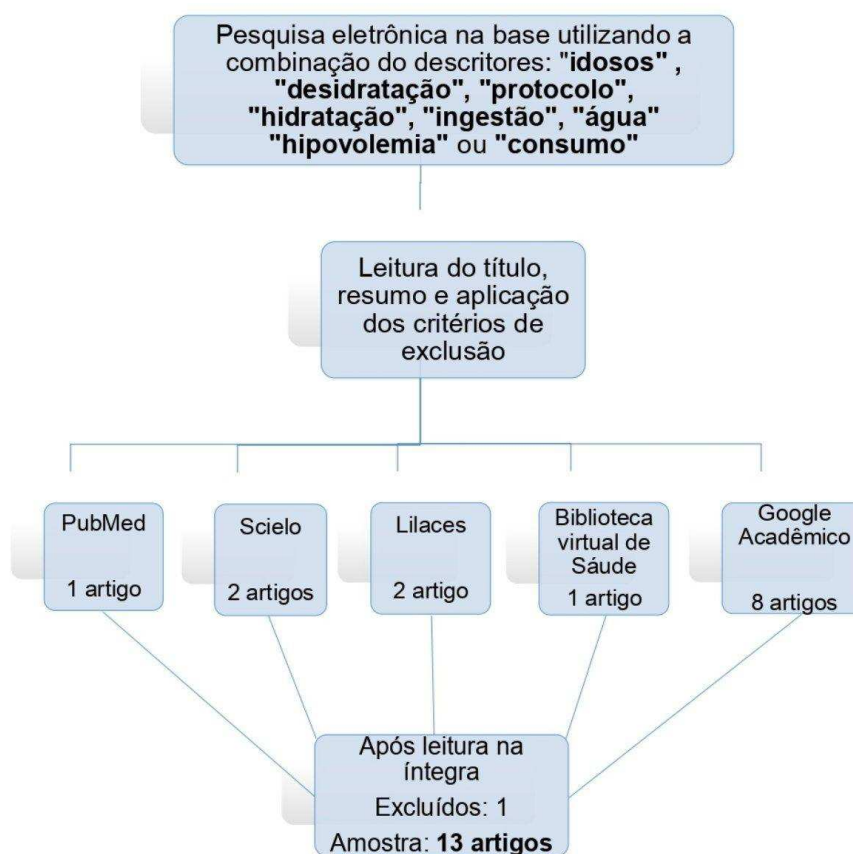 Pesquisa eletrônica na base utilizando a
combinação do descritores: "idosos" ,
"desidratação", "protocolo",
"hidratação", "ingestão", "água"
"hipovolemia" ou "consumo"
Leitura do título,
resumo e aplicação
dos critérios de
exclusão
PubMed
1 artigo
Scielo
2 artigos
Lilaces
2 artigo
Biblioteca
virtual de
Sáude
1 artigo
Google
Acadêmico
8 artigos
Após leitura na
íntegra
Excluídos: 1
Amostra: 13 artigos